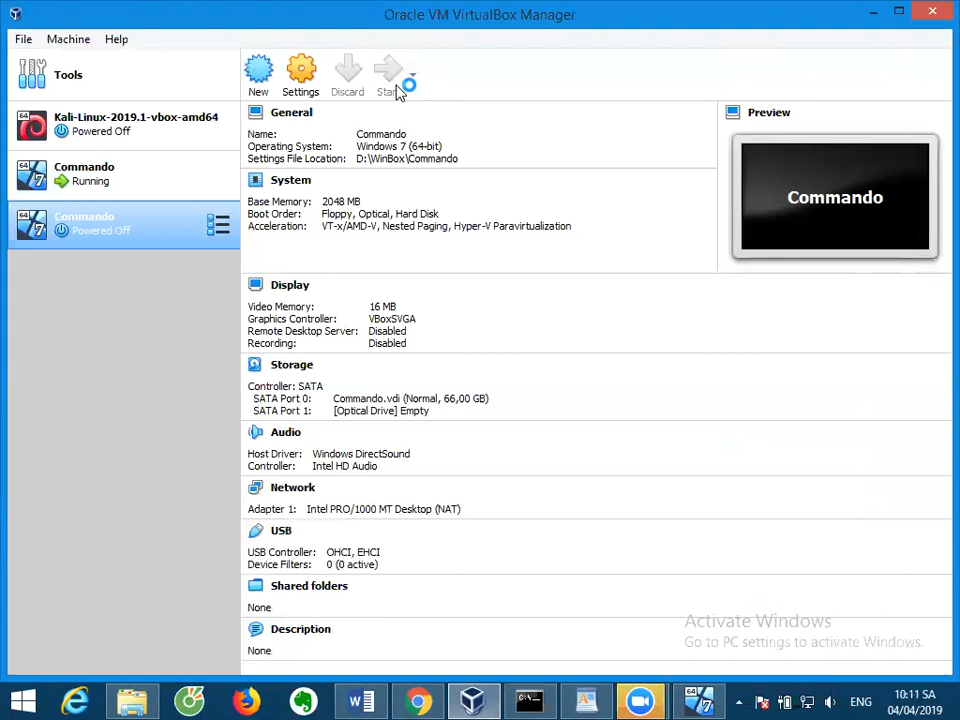 Oracle VM VirtualBox Manager
File Machine Help
Tools
New Settings Discard
Kali-Linux-2019.1-vbox-amd64
Powered Off
Commando
Running
Commando
Powered Off
General
Name: Commando
Operating System: Windows 7 (64-bit)
Settings File Location: D:\WinBox\Commando
System
Base Memory: 2048 MB
Boot Order: Floppy, Optical, Hard Disk
Acceleration: VT-x/AMD-V, Nested Paging, Hyper-V Paravirtualization
Preview
Commando
Display
Video Memory: 16 MB
Graphics Controller: VBoxSVGA
Remote Desktop Server: Disabled
Recording: Disabled
Storage
Controller: SATA
SATA Port 0: Commando.vdi (Normal, 66,00 GB)
SATA Port 1: [Optical Drive] Empty
Audio
Host Driver: Windows DirectSound
Controller: Intel HD Audio
Network
Adapter 1: Intel PRO/1000 MT Desktop (NAT)
USB
USB Controller: OHCI, EHCI
Device Filters: 0 (0 active)
Shared folders
None
Description
None
Activate Windows
Go to PC settings to activate Windows.
ENG
10:11 SA
04/04/2019